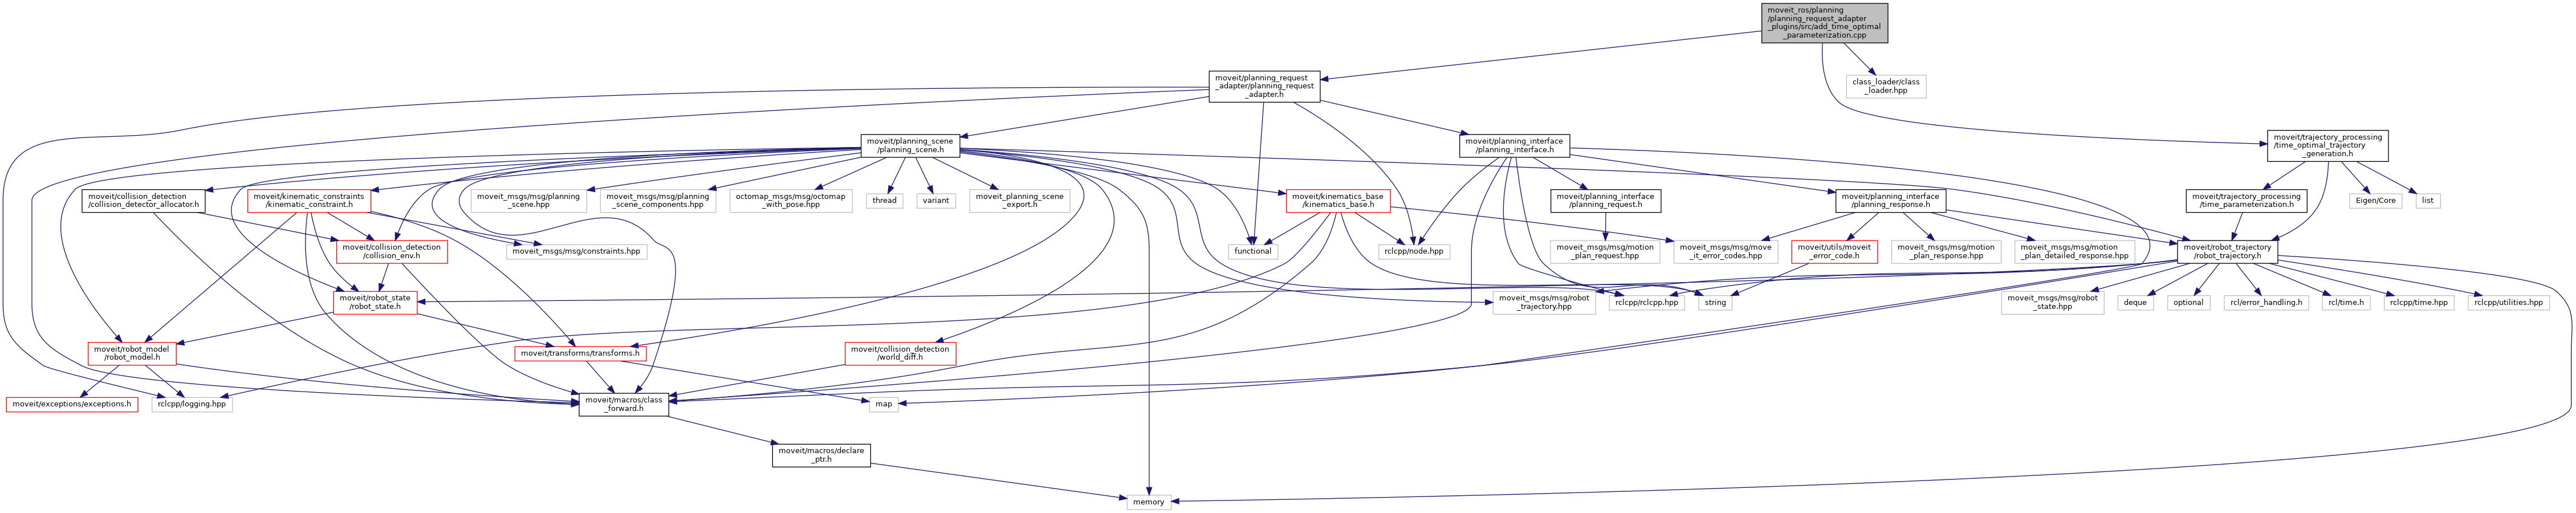 moveit_ros/planning
/planning_request_adapter
_plugins/src/add_time_optimal
_parameterization.cpp
moveit/planning_request
_adapter/planning_request
_adapter.h
class_loader/class
_loader.hpp
moveit/planning_scene
/planning_scene.h
moveit/planning_interface
/planning_interface.h
moveit/trajectory_processing
/time_optimal_trajectory
_generation.h
moveit/collision_detection
/collision_detector_allocator.h
moveit/kinematic_constraints
/kinematic_constraint.h
moveit_msgs/msg/planning
_scene.hpp
moveit_msgs/msg/planning
_scene_components.hpp
octomap_msgs/msg/octomap
_with_pose.hpp
thread
variant
moveit_planning_scene
_export.h
moveit/kinematics_base
/kinematics_base.h
moveit/planning_interface
/planning_request.h
moveit/planning_interface
/planning_response.h
moveit/trajectory_processing
/time_parameterization.h
Eigen/Core
list
moveit/collision_detection
/collision_env.h
moveit_msgs/msg/constraints.hpp
functional
rclcpp/node.hpp
moveit_msgs/msg/motion
_plan_request.hpp
moveit_msgs/msg/move
_it_error_codes.hpp
moveit/utils/moveit
_error_code.h
moveit_msgs/msg/motion
_plan_response.hpp
moveit_msgs/msg/motion
_plan_detailed_response.hpp
moveit/robot_trajectory
/robot_trajectory.h
moveit/robot_state
/robot_state.h
moveit_msgs/msg/robot
_trajectory.hpp
rclcpp/rclcpp.hpp
string
moveit_msgs/msg/robot
_state.hpp
deque
optional
rcl/error_handling.h
rcl/time.h
rclcpp/time.hpp
rclcpp/utilities.hpp
moveit/robot_model
/robot_model.h
moveit/transforms/transforms.h
moveit/collision_detection
/world_diff.h
moveit/exceptions/exceptions.h
rclcpp/logging.hpp
moveit/macros/class
_forward.h
map
moveit/macros/declare
_ptr.h
memory